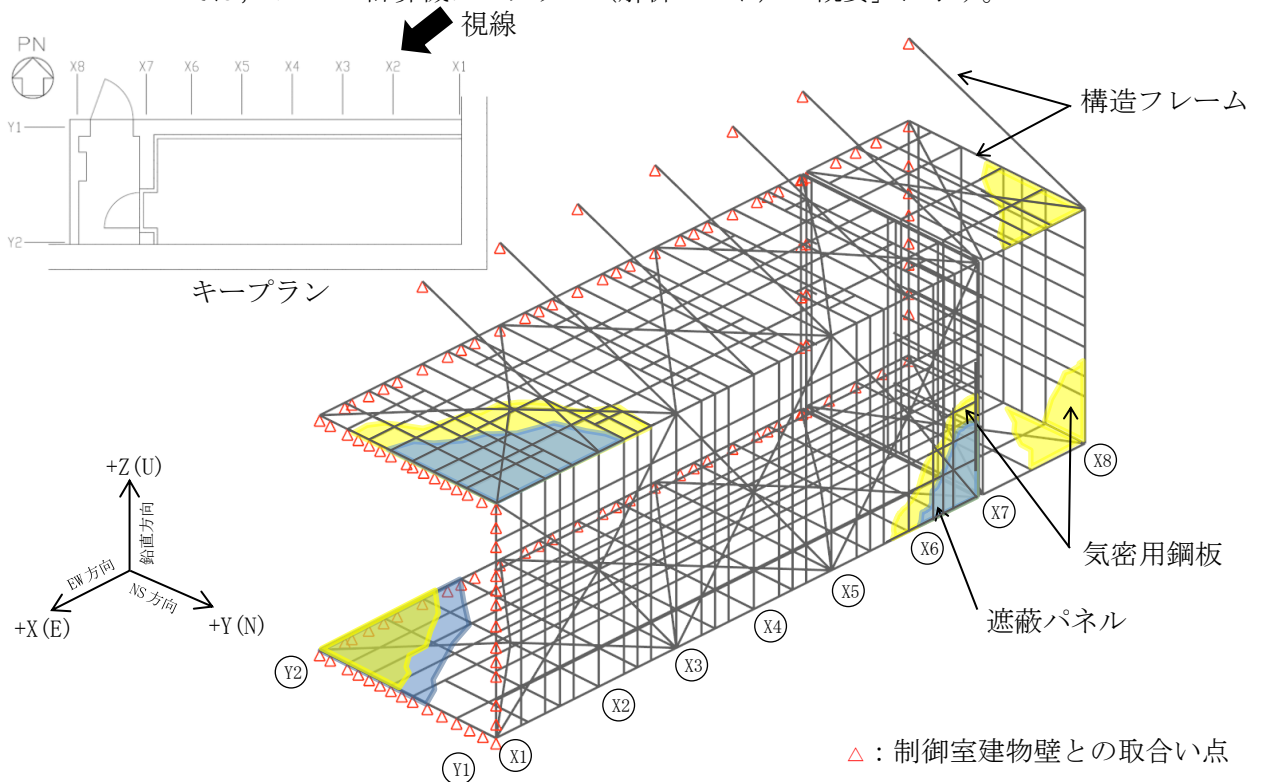 視線
PN
X8 X7 X6 X5 X4 X3 X2 X1
Y1
Y2
キープラン
構造フレーム
+Z(U)
鉛直方向
EW方向
NS方向
+X(E)
+Y(N)
X8
X7
X6
気密用鋼板
X5
遮蔽パネル
X4
X3
Y2
X2
X1
Y1
△：制御室建物壁との取合い点